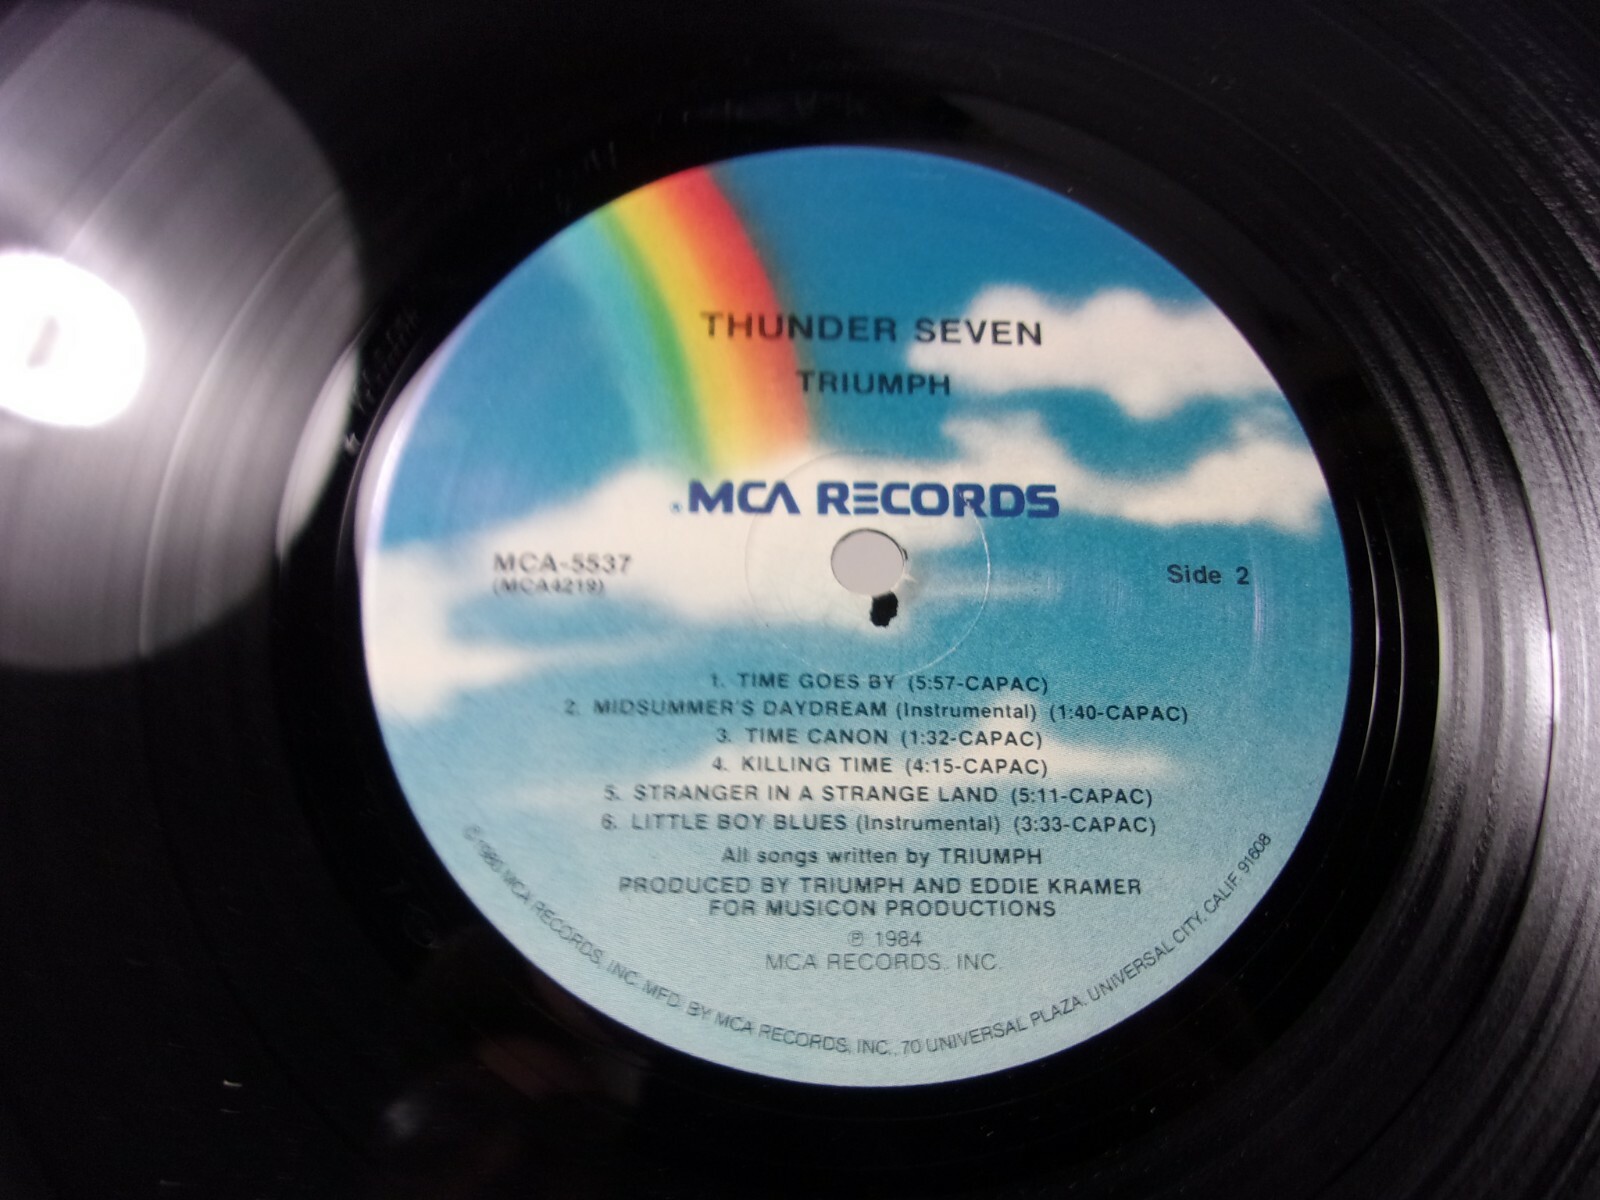 THUNDER SEVEN
TRIUMPH
®MCA RECORDS
MCA-5537
(MCA4219)
Side 2
1. TIME GOES BY (5:57-CAPAC)
2. MIDSUMMER'S DAYDREAM (Instrumental) (1:40-CAPAC)
3. TIME CANON (1:32-CAPAC)
4. KILLING TIME (4:15-CAPAC)
5. STRANGER IN A STRANGE LAND (5:11-CAPAC)
6. LITTLE BOY BLUES (Instrumental) (3:33-CAPAC)
All songs written by TRIUMPH
PRODUCED BY TRIUMPH AND EDDIE KRAMER
FOR MUSICON PRODUCTIONS
℗ 1984
MCA RECORDS, INC.
© 1980 MCA RECORDS, INC. MFD. BY MCA RECORDS, INC., 70 UNIVERSAL PLAZA, UNIVERSAL CITY, CALIF. 91608